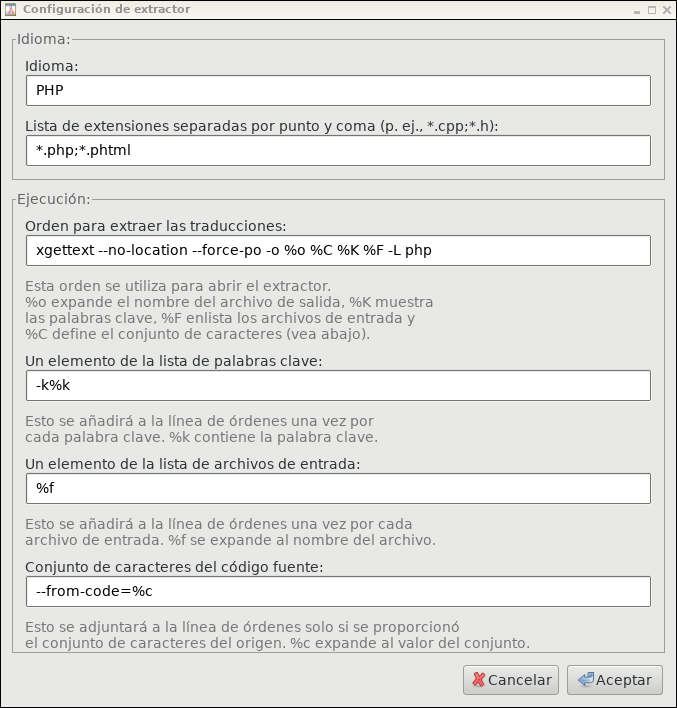 Configuración de extractor
Idioma:
Idioma:
PHP
Lista de extensiones separadas por punto y coma (p. ej., *.cpp;*.h):
*.php;*.phtml
Ejecución:
Orden para extraer las traducciones:
xgettext --no-location --force-po -o %o %C %K %F -L php
Esta orden se utiliza para abrir el extractor.
%o expande el nombre del archivo de salida, %K muestra
las palabras clave, %F enlista los archivos de entrada y
%C define el conjunto de caracteres (vea abajo).
Un elemento de la lista de palabras clave:
-k%k
Esto se añadirá a la línea de órdenes una vez por
cada palabra clave. %k contiene la palabra clave.
Un elemento de la lista de archivos de entrada:
%f
Esto se añadirá a la línea de órdenes una vez por cada
archivo de entrada. %f se expande al nombre del archivo.
Conjunto de caracteres del código fuente:
--from-code=%c
Esto se adjuntará a la línea de órdenes solo si se proporcionó
el conjunto de caracteres del origen. %c expande al valor del conjunto.
Cancelar
Aceptar